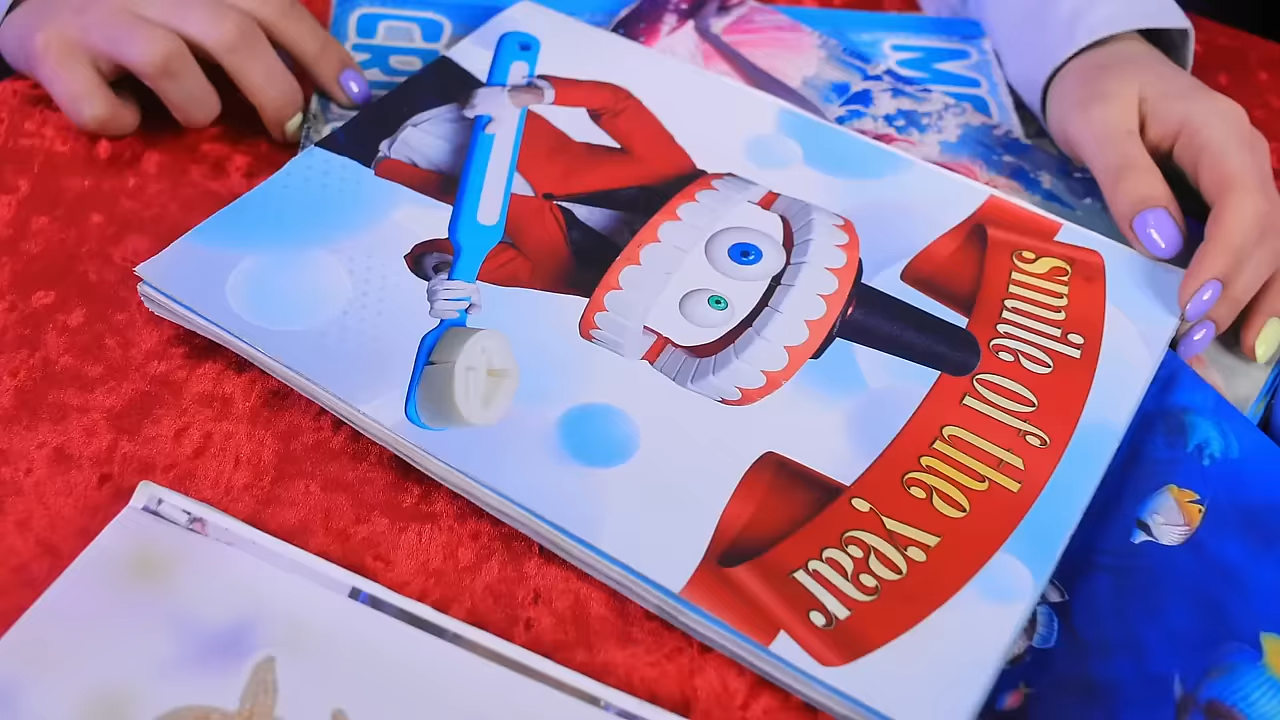 smile of the year